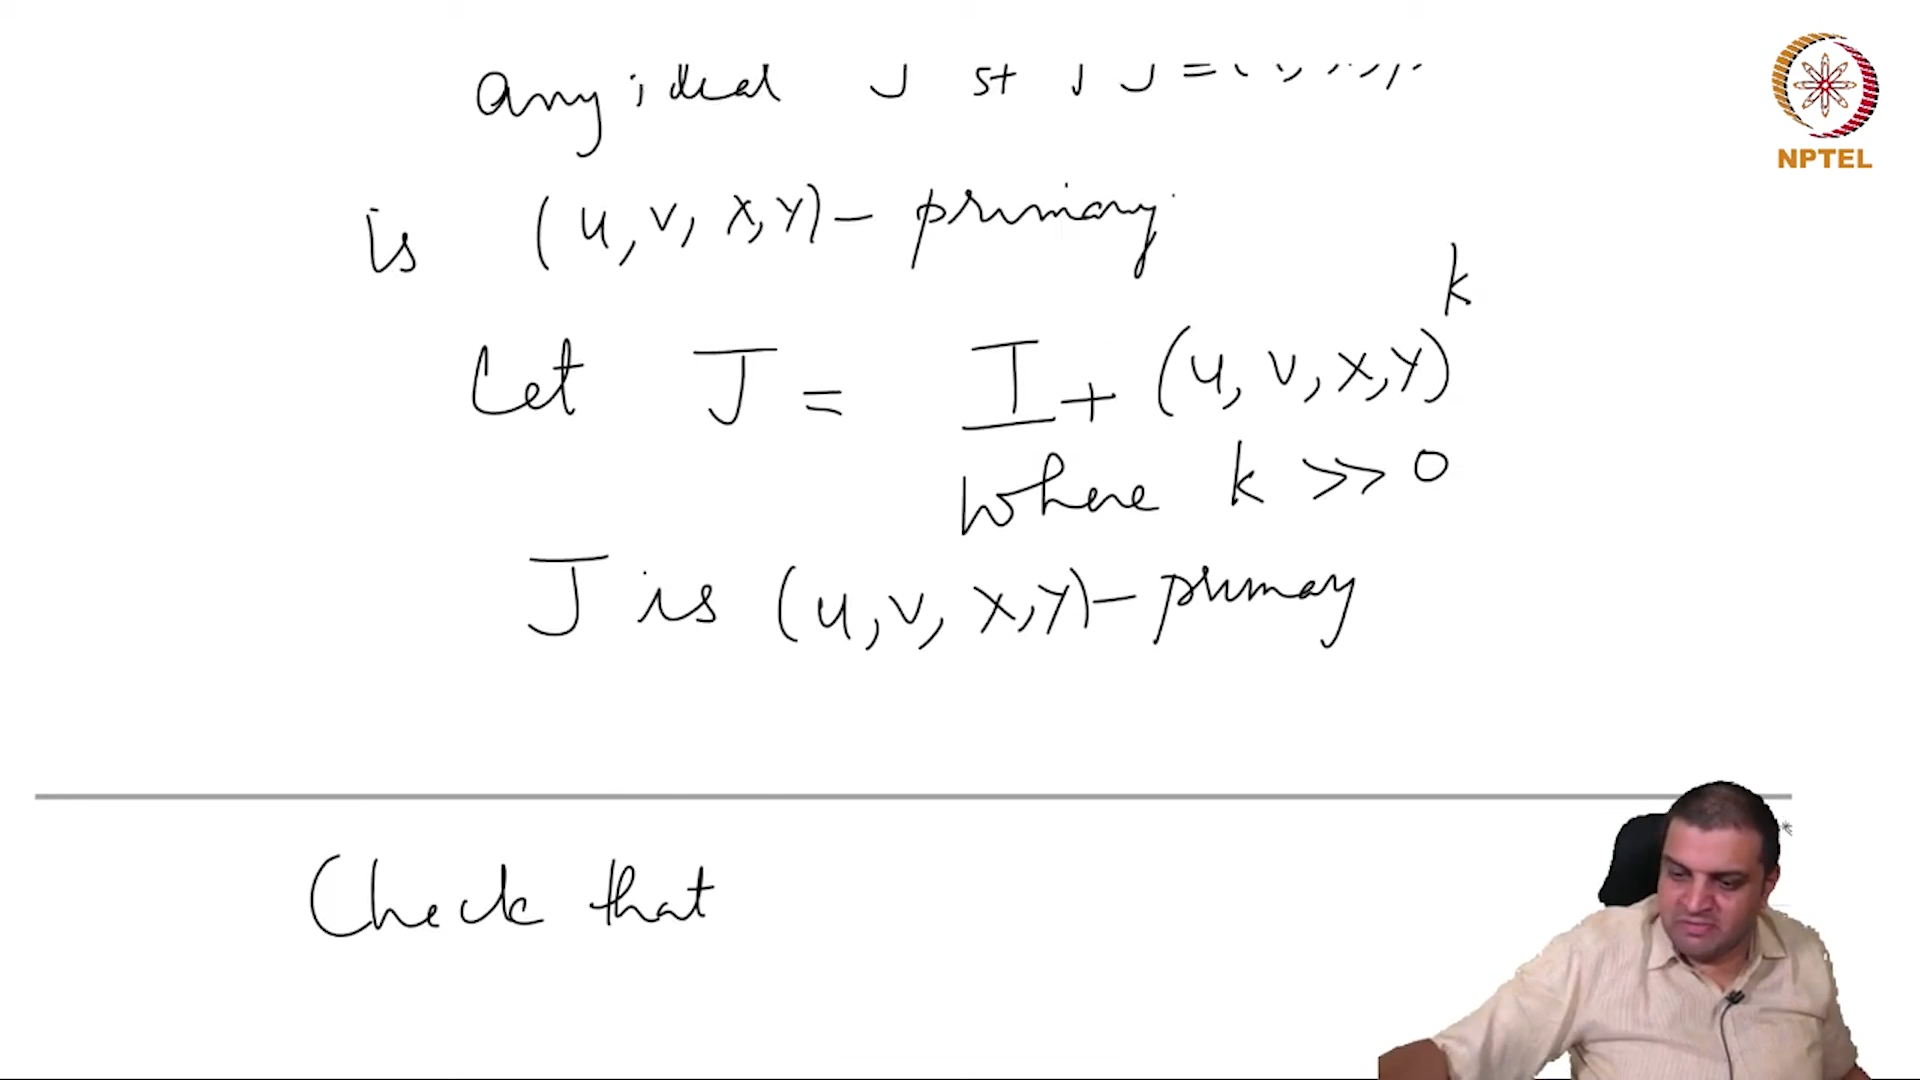 any ideal J st √J =
is (u, v, x, y) - primary
Let J = I + (u, v, x, y)^k
where k >> 0
J is (u, v, x, y) - primary
Check that
NPTEL